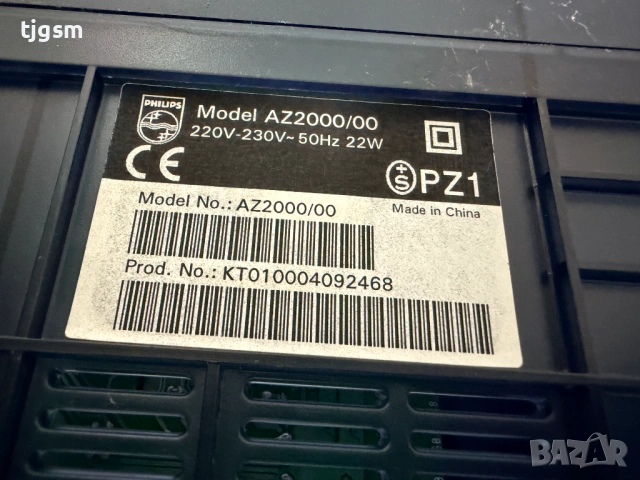 tjgsm
PHILIPS
Model AZ2000/00
220V-230V~50Hz 22W
CE
S PZ1
Model No.: AZ2000/00
Made in China
Prod. No.: KT010004092468
BAZAR